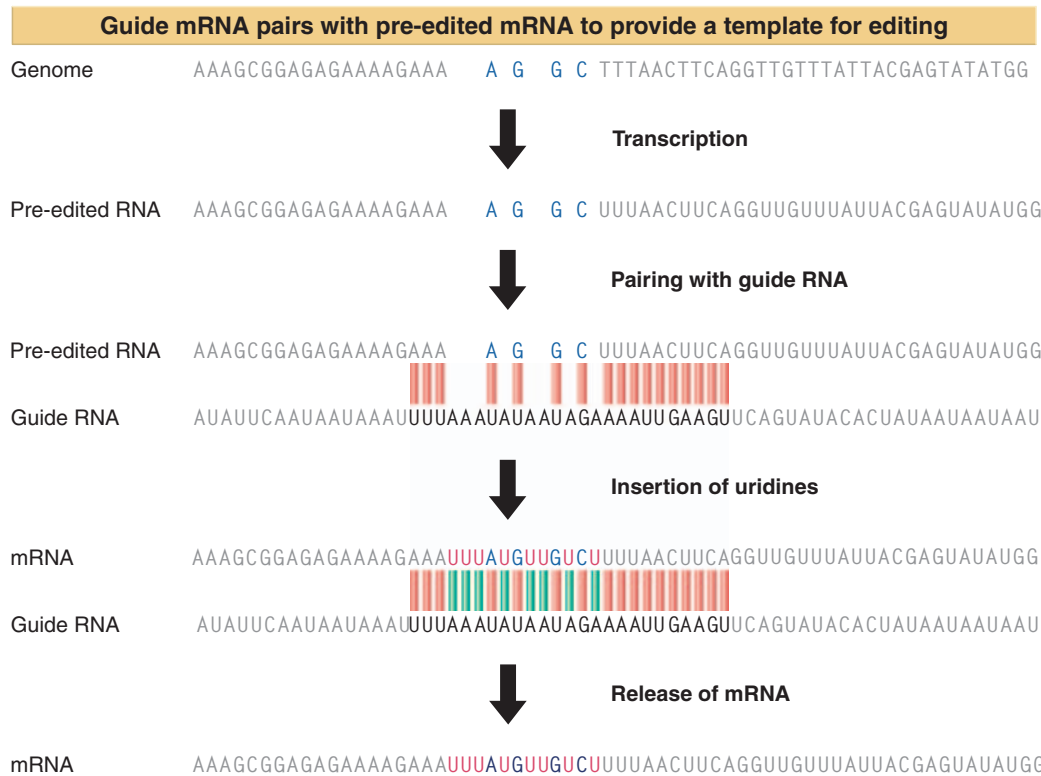 Guide mRNA pairs with pre-edited mRNA to provide a template for editing
Genome AAAGCGGAGAGAAAAGAAA A G G C TTTAACTTCAGGTTGTTTATTACGAGTATATGG
Transcription
Pre-edited RNA AAAGCGGAGAGAAAAGAAA A G G C UUUAACUUCAGGUUGUUUAUUACGAGUAUAUGG
Pairing with guide RNA
Pre-edited RNA AAAGCGGAGAGAAAAGAAA A G G C UUUAACUUCAGGUUGUUUAUUACGAGUAUAUGG
Guide RNA AUAUUCAAUAAUAAAUUUUAAAUAUAAUAGAAAAUUGAAGUUCAGUAUACACUAUAAUAAUAAU
Insertion of uridines
mRNA AAAGCGGAGAGAAAAGAAAUUUAUGUUGUCUUUUAACUUCAGGUUGUUUAUUACGAGUAUAUGG
Guide RNA AUAUUCAAUAAUAAAUUUUAAAUAUAAUAGAAAAUUGAAGUUCAGUAUACACUAUAAUAAUAAU
Release of mRNA
mRNA AAAGCGGAGAGAAAAGAAAUUUAUGUUGUCUUUUAACUUCAGGUUGUUUAUUACGAGUAUAUGG